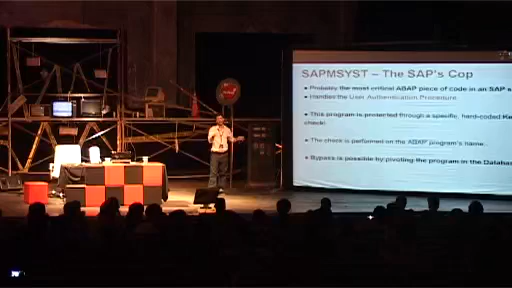 SAPMSYST – The SAP's Cop
Probably the most critical ABAP piece of code in an SAP s
Handles the User Authentication Procedure.
This program is protected through a specific, hard-coded Ke
check)
The check is performed on the ABAP program's name...
Bypass is possible by pivoting the program in the Databas